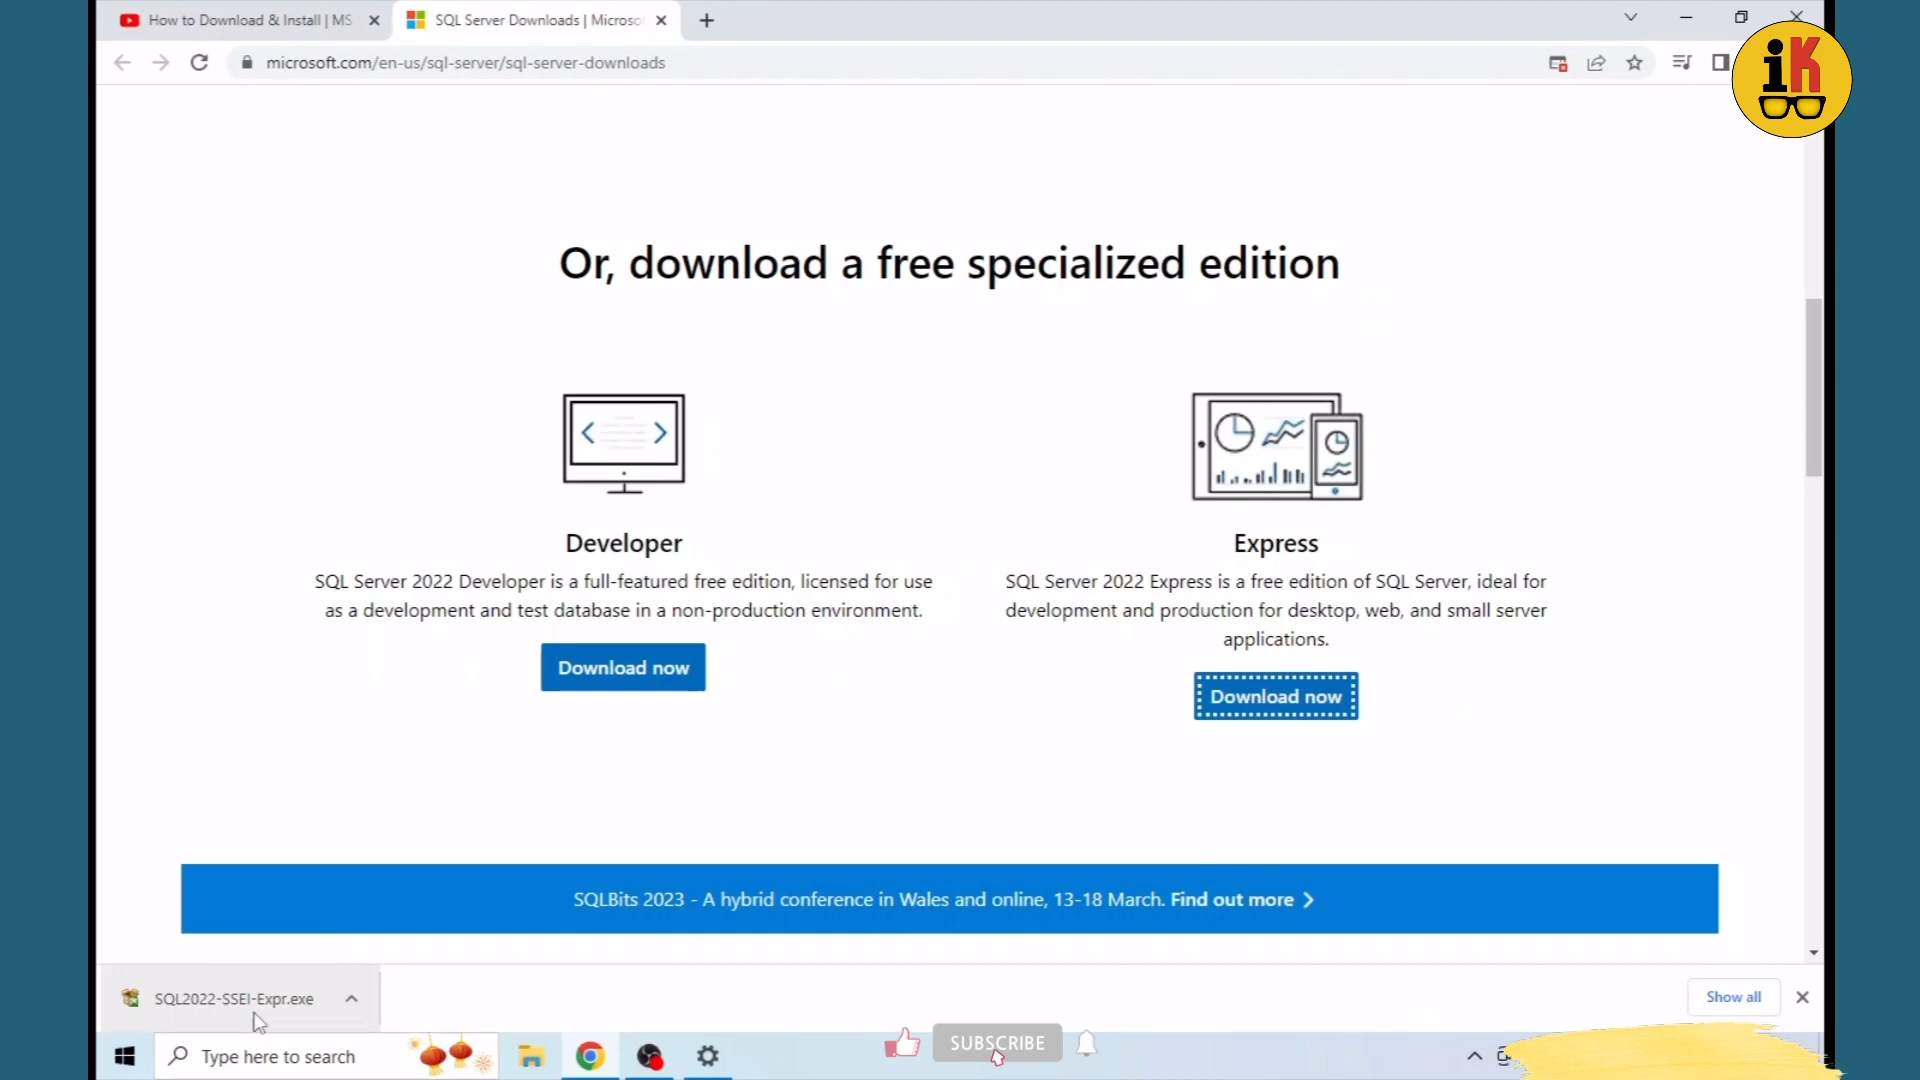 How to Download & Install | MS
SQL Server Downloads | Microso
microsoft.com/en-us/sql-server/sql-server-downloads
iK
Or, download a free specialized edition
Developer
SQL Server 2022 Developer is a full-featured free edition, licensed for use
as a development and test database in a non-production environment.
Download now
Express
SQL Server 2022 Express is a free edition of SQL Server, ideal for
development and production for desktop, web, and small server
applications.
Download now
SQLBits 2023 - A hybrid conference in Wales and online, 13-18 March. Find out more
SQL2022-SSEI-Expr.exe
Show all
Type here to search
SUBSCRIBE